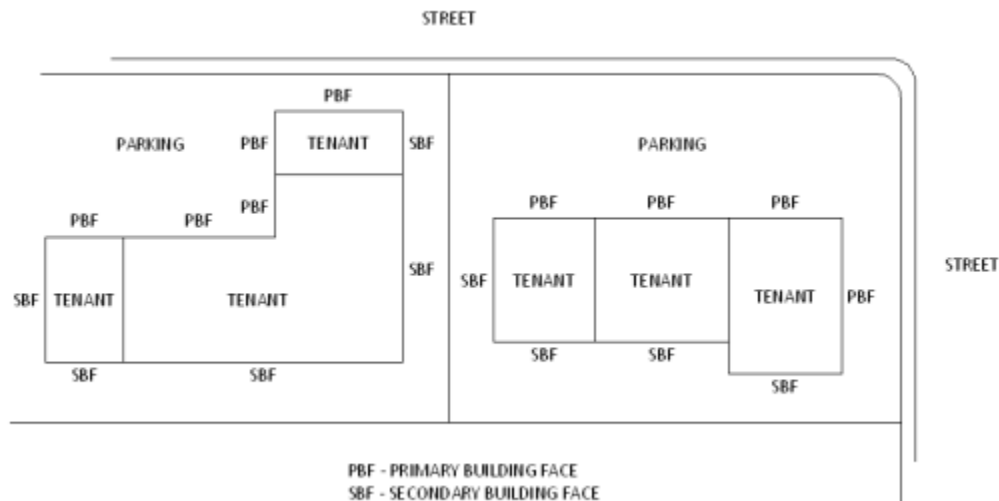 STREET
PBF
PARKING
PBF
TENANT
SBF
PARKING
PBF
PBF
PBF
PBF
PBF
PBF
SBF
STREET
SBF
TENANT
TENANT
SBF
TENANT
TENANT
TENANT
PBF
SBF
SBF
SBF
SBF
SBF
PBF - PRIMARY BUILDING FACE
SBF - SECONDARY BUILDING FACE